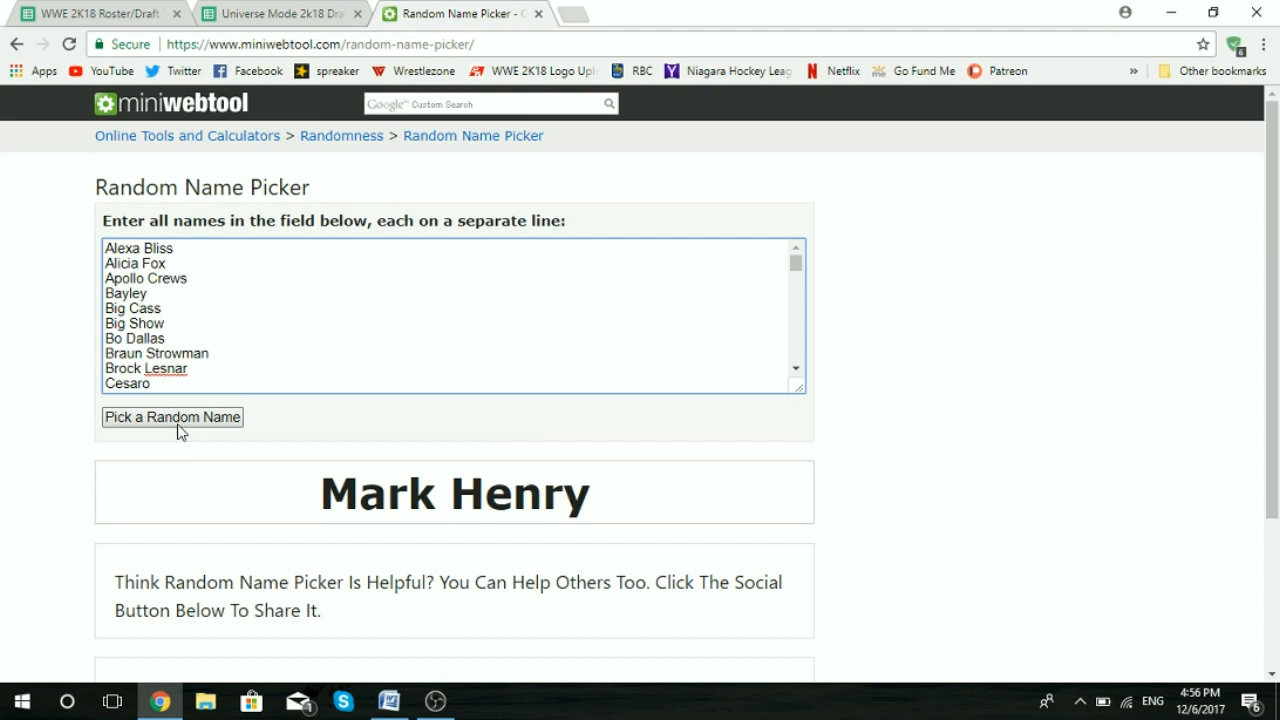 WWE 2K18 Roster/Draft
Universe Mode 2k18 Dra
Random Name Picker - C
Secure
https://www.miniwebtool.com/random-name-picker/
6
Apps
YouTube
Twitter
Facebook
spreaker
Wrestlezone
WWE 2K18 Logo Upl
RBC
Niagara Hockey Leag
Netflix
Go Fund Me
Patreon
»
Other bookmarks
miniwebtool
Google™ Custom Search
Online Tools and Calculators > Randomness > Random Name Picker
Random Name Picker
Enter all names in the field below, each on a separate line:
Alexa Bliss
Alicia Fox
Apollo Crews
Bayley
Big Cass
Big Show
Bo Dallas
Braun Strowman
Brock Lesnar
Cesaro
Pick a Random Name
Mark Henry
Think Random Name Picker Is Helpful? You Can Help Others Too. Click The Social
Button Below To Share It.
1
ENG
4:56 PM
12/6/2017
6